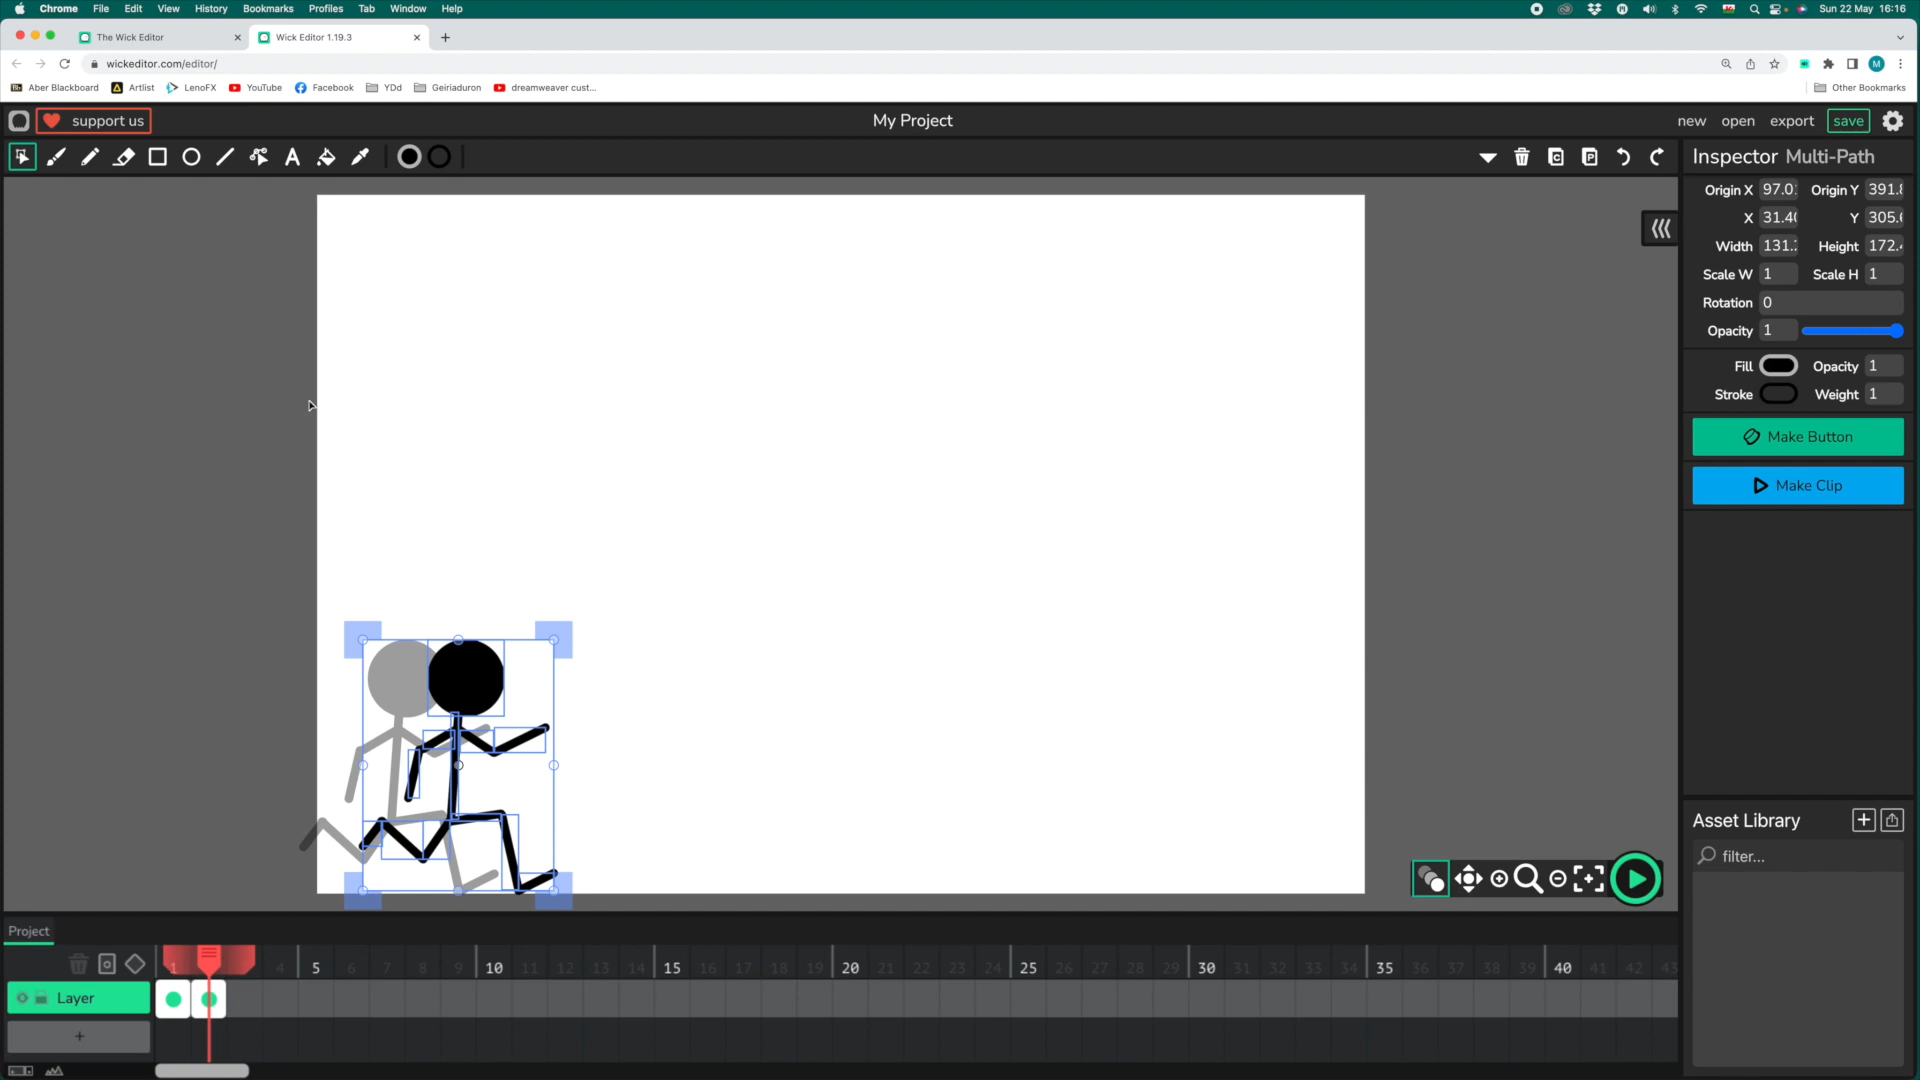 Chrome File Edit View History Bookmarks Profiles Tab Window Help Sun 22 May 16:16
The Wick Editor Wick Editor 1.19.3
wickeditor.com/editor/ M
Aber Blackboard Artlist LenoFX YouTube Facebook YDd Geiriaduron dreamweaver cust... Other Bookmarks
support us My Project new open export save
Inspector Multi-Path
Origin X 97.0 Origin Y 391.
X 31.4 Y 305.
Width 131. Height 172.
Scale W 1 Scale H 1
Rotation 0
Opacity 1
Fill Opacity 1
Stroke Weight 1
Make Button
Make Clip
Asset Library
filter...
Project
1 4 5 6 7 8 9 10 11 12 13 14 15 16 17 18 19 20 21 22 23 24 25 26 27 28 29 30 31 32 33 34 35 36 37 38 39 40 41 42 43
Layer
+